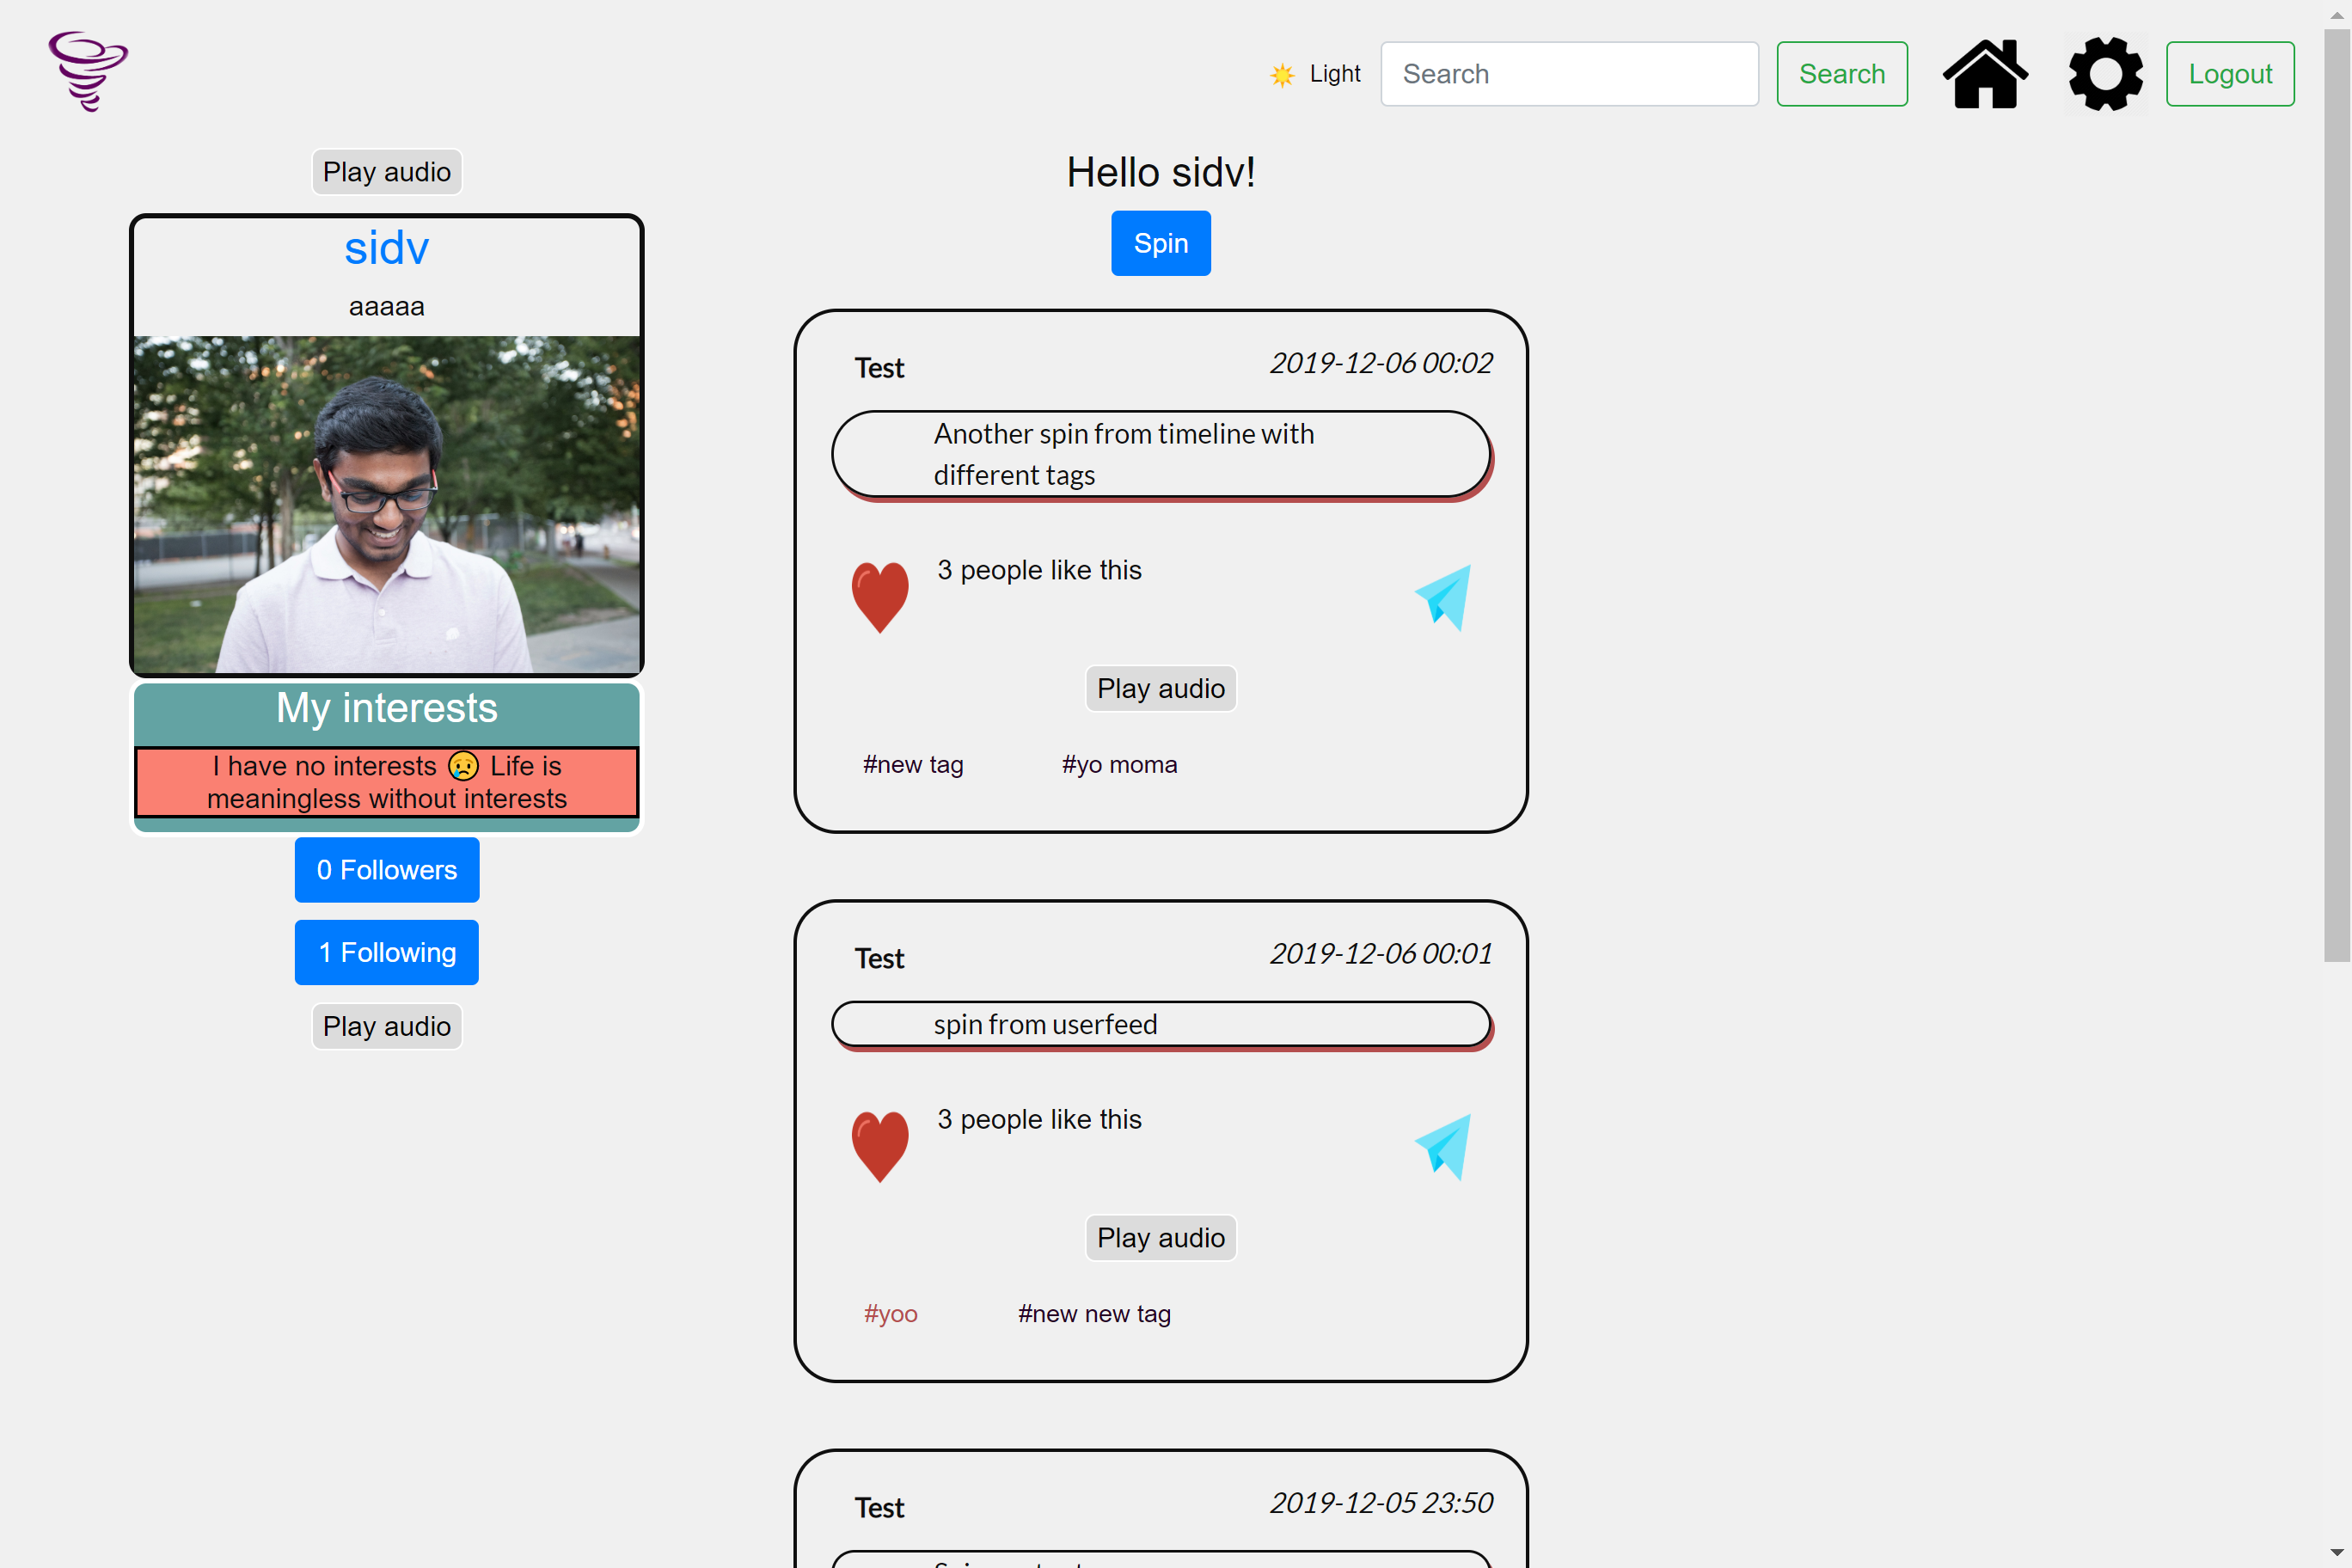 Light
Search
Search
Logout
Play audio
sidv
aaaaa
My interests
I have no interests 😥 Life is
meaningless without interests
0 Followers
1 Following
Play audio
Hello sidv!
Spin
Test
2019-12-06 00:02
Another spin from timeline with
different tags
3 people like this
Play audio
#new tag
#yo moma
Test
2019-12-06 00:01
spin from userfeed
3 people like this
Play audio
#yoo
#new new tag
Test
2019-12-05 23:50